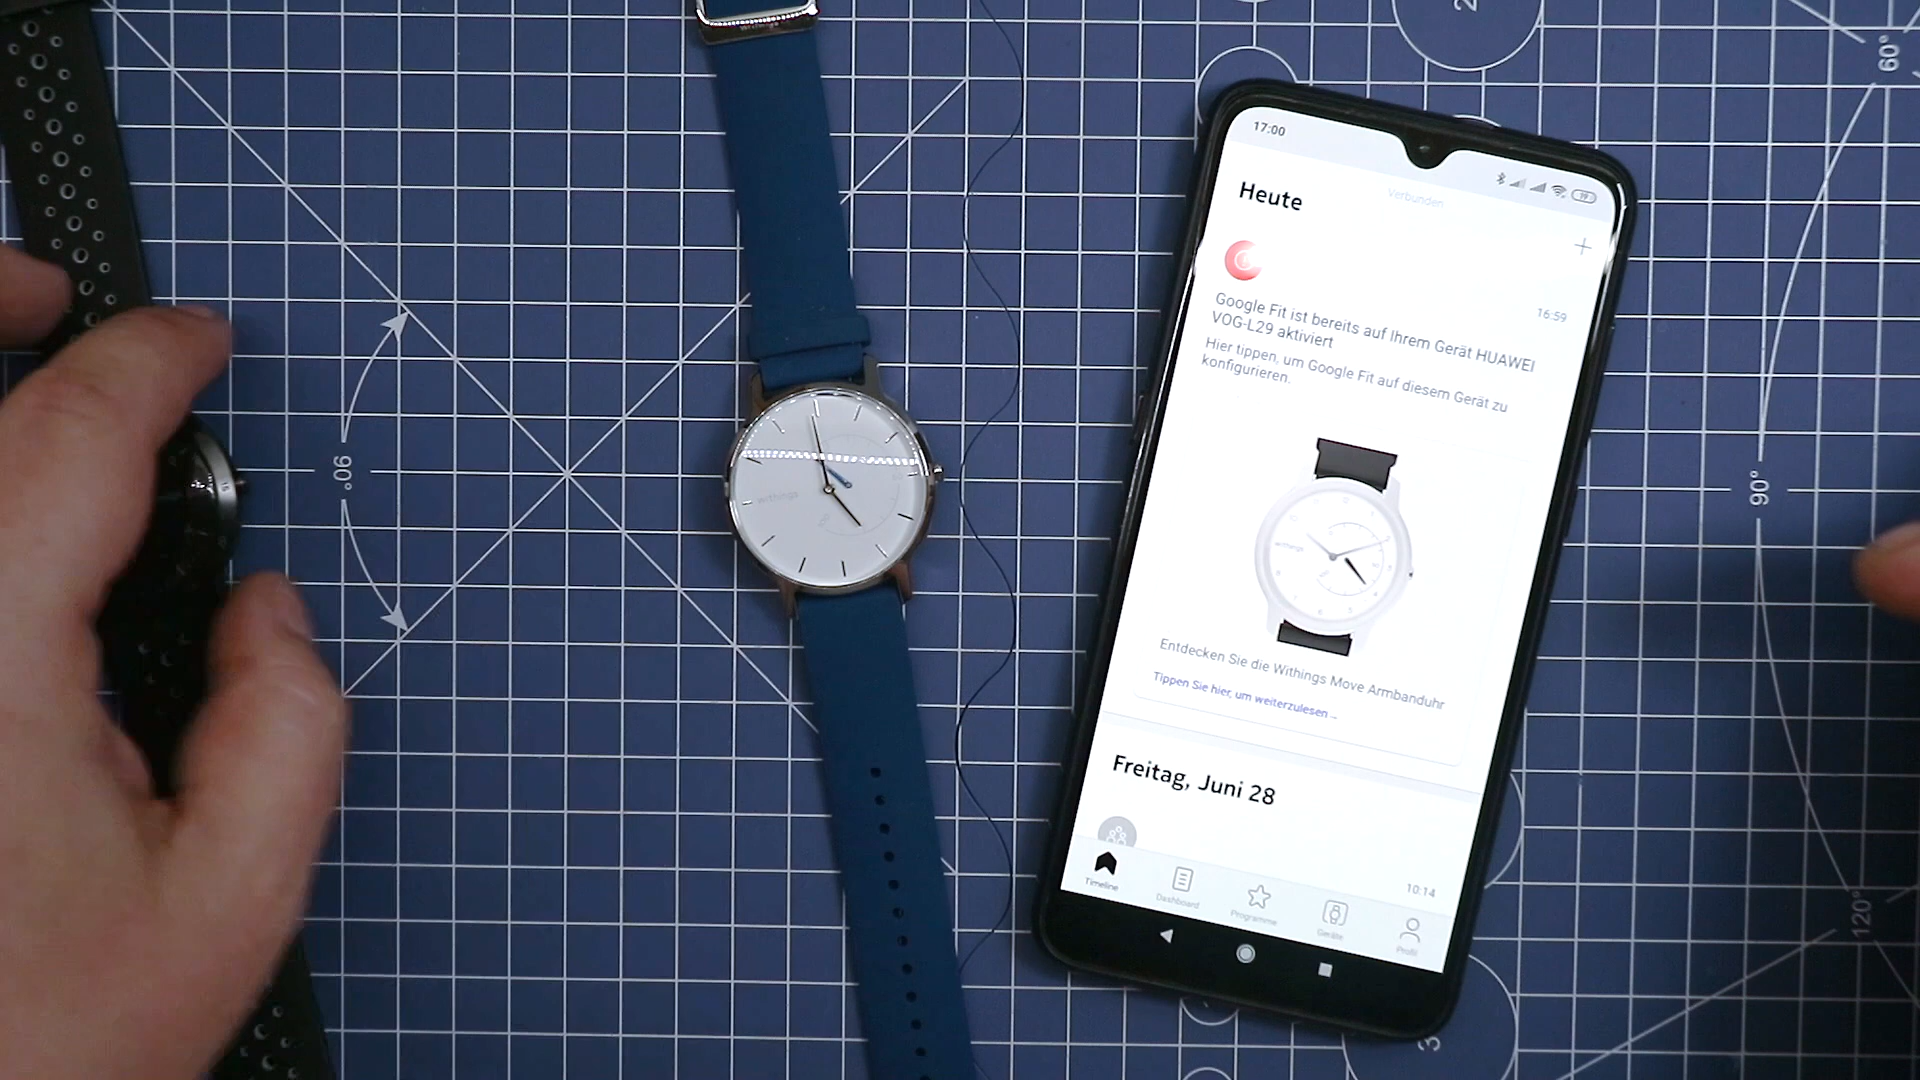 17:00
Verbunden
Heute
Google Fit ist bereits auf Ihrem Gerät HUAWEI
VOG-L29 aktiviert
16:59
Hier tippen, um Google Fit auf diesem Gerät zu
konfigurieren.
withings
Entdecken Sie die Withings Move Armbanduhr
Tippen Sie hier, um weiterzulesen ...
Freitag, Juni 28
10:14
Timeline
Dashboard
Programme
Geräte
Profil
withings
90°
60°
90°
120°